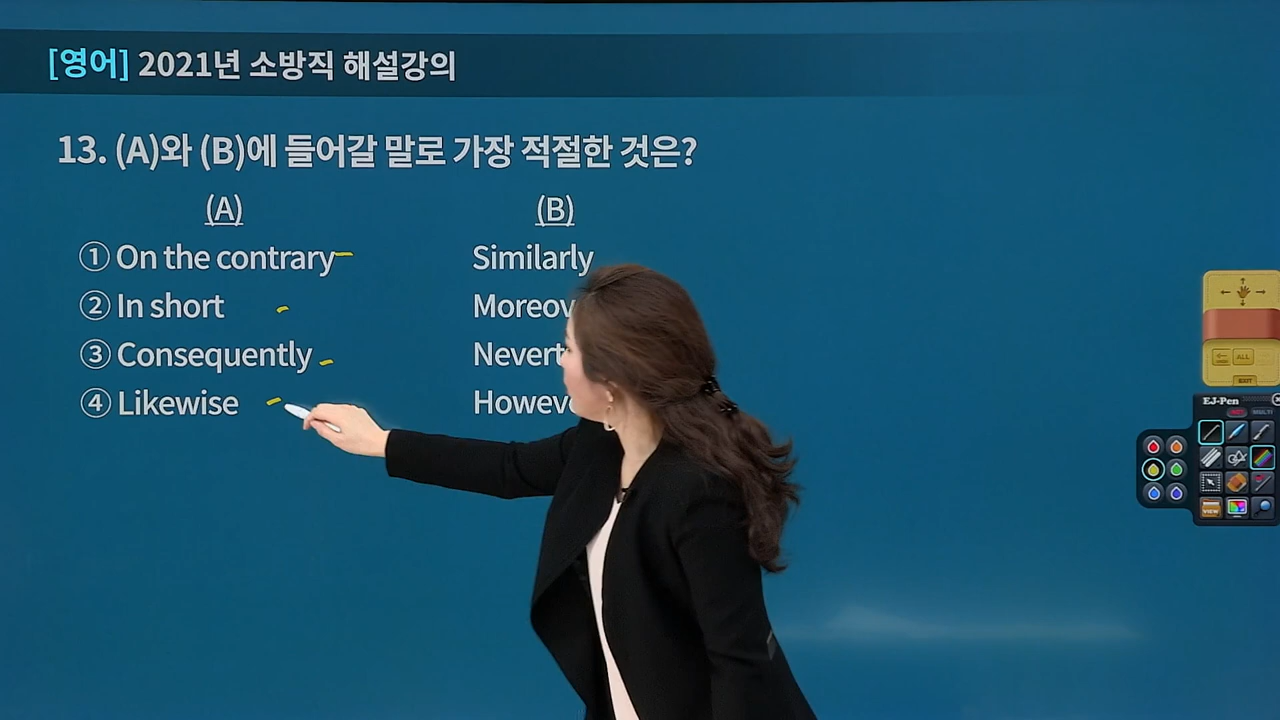 [영어] 2021년 소방직 해설강의
13. (A)와 (B)에 들어갈 말로 가장 적절한 것은?
(A) (B)
① On the contrary Similarly
② In short
③ Consequently
④ Likewise
ALL
EXIT
EJ-Pen
VIEW